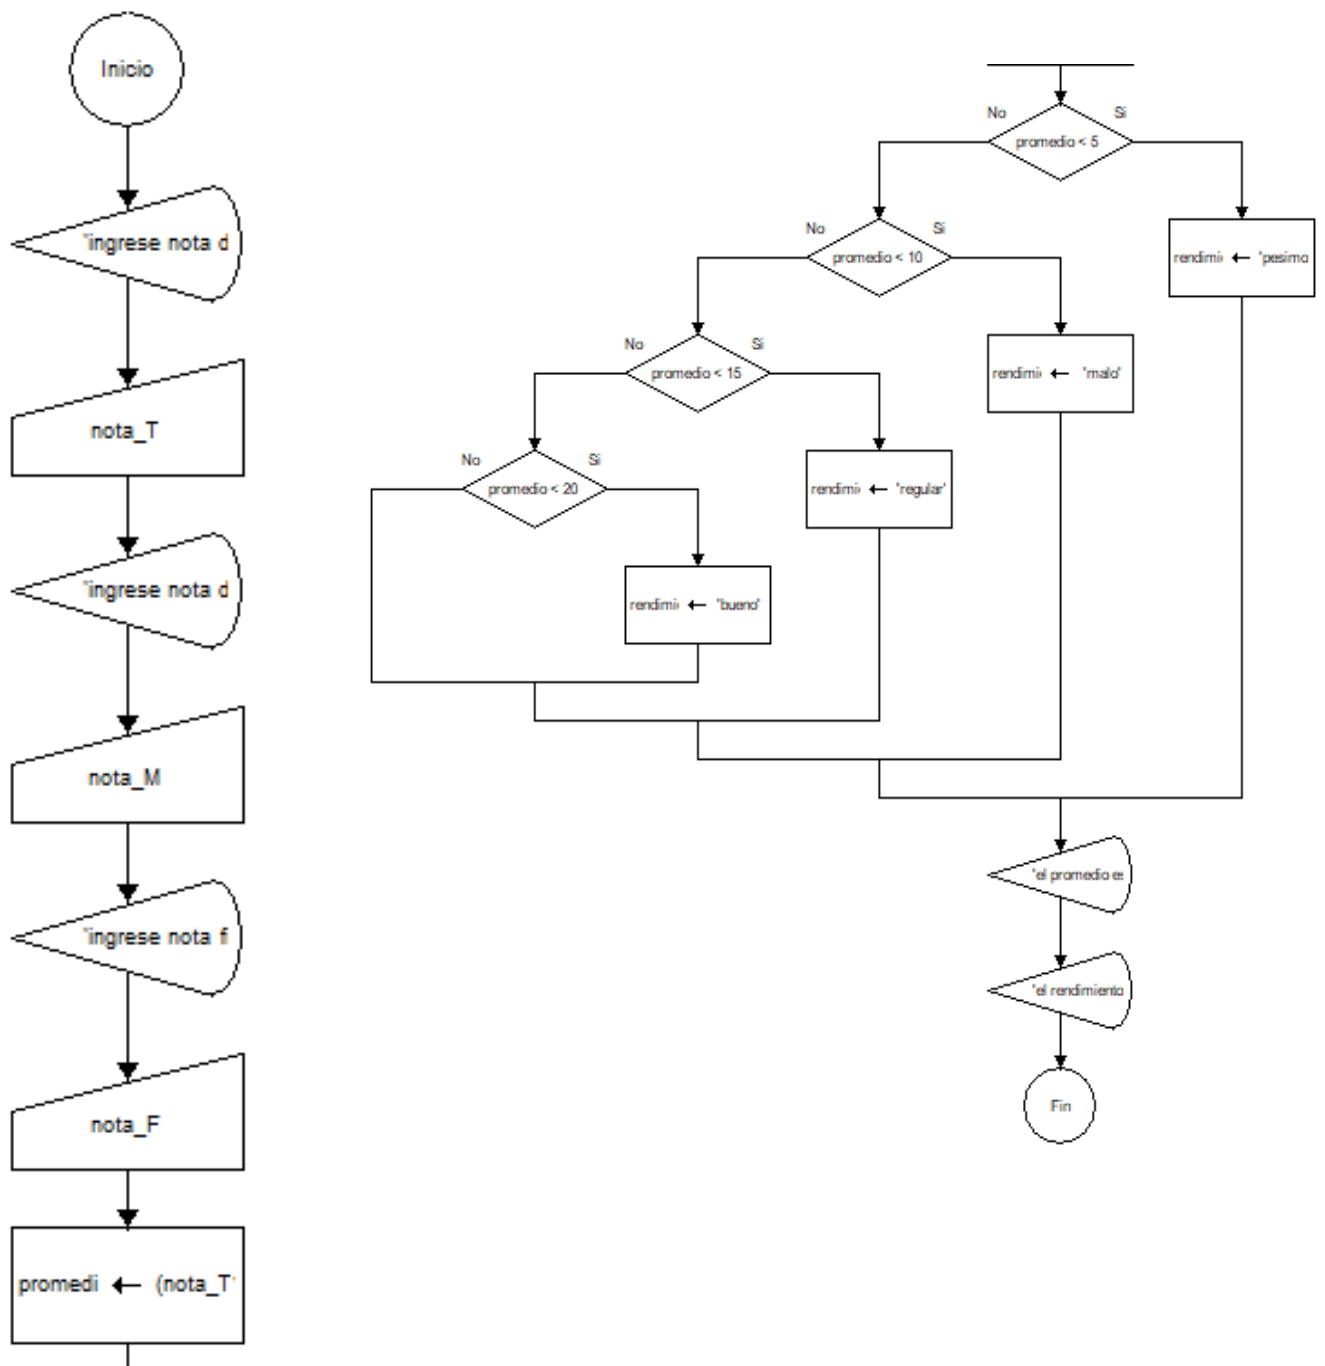 Inicio
'ingrese nota d
nota_T
'ingrese nota d
nota_M
'ingrese nota f
nota_F
promedi ← (nota_T*
No
Si
promedio < 5
rendimi ← 'pesimo
No
Si
promedio < 10
rendimi ← 'malo'
No
Si
promedio < 15
rendimi ← 'regular'
No
Si
promedio < 20
rendimi ← 'bueno'
'el promedio es
'el rendimiento
Fin